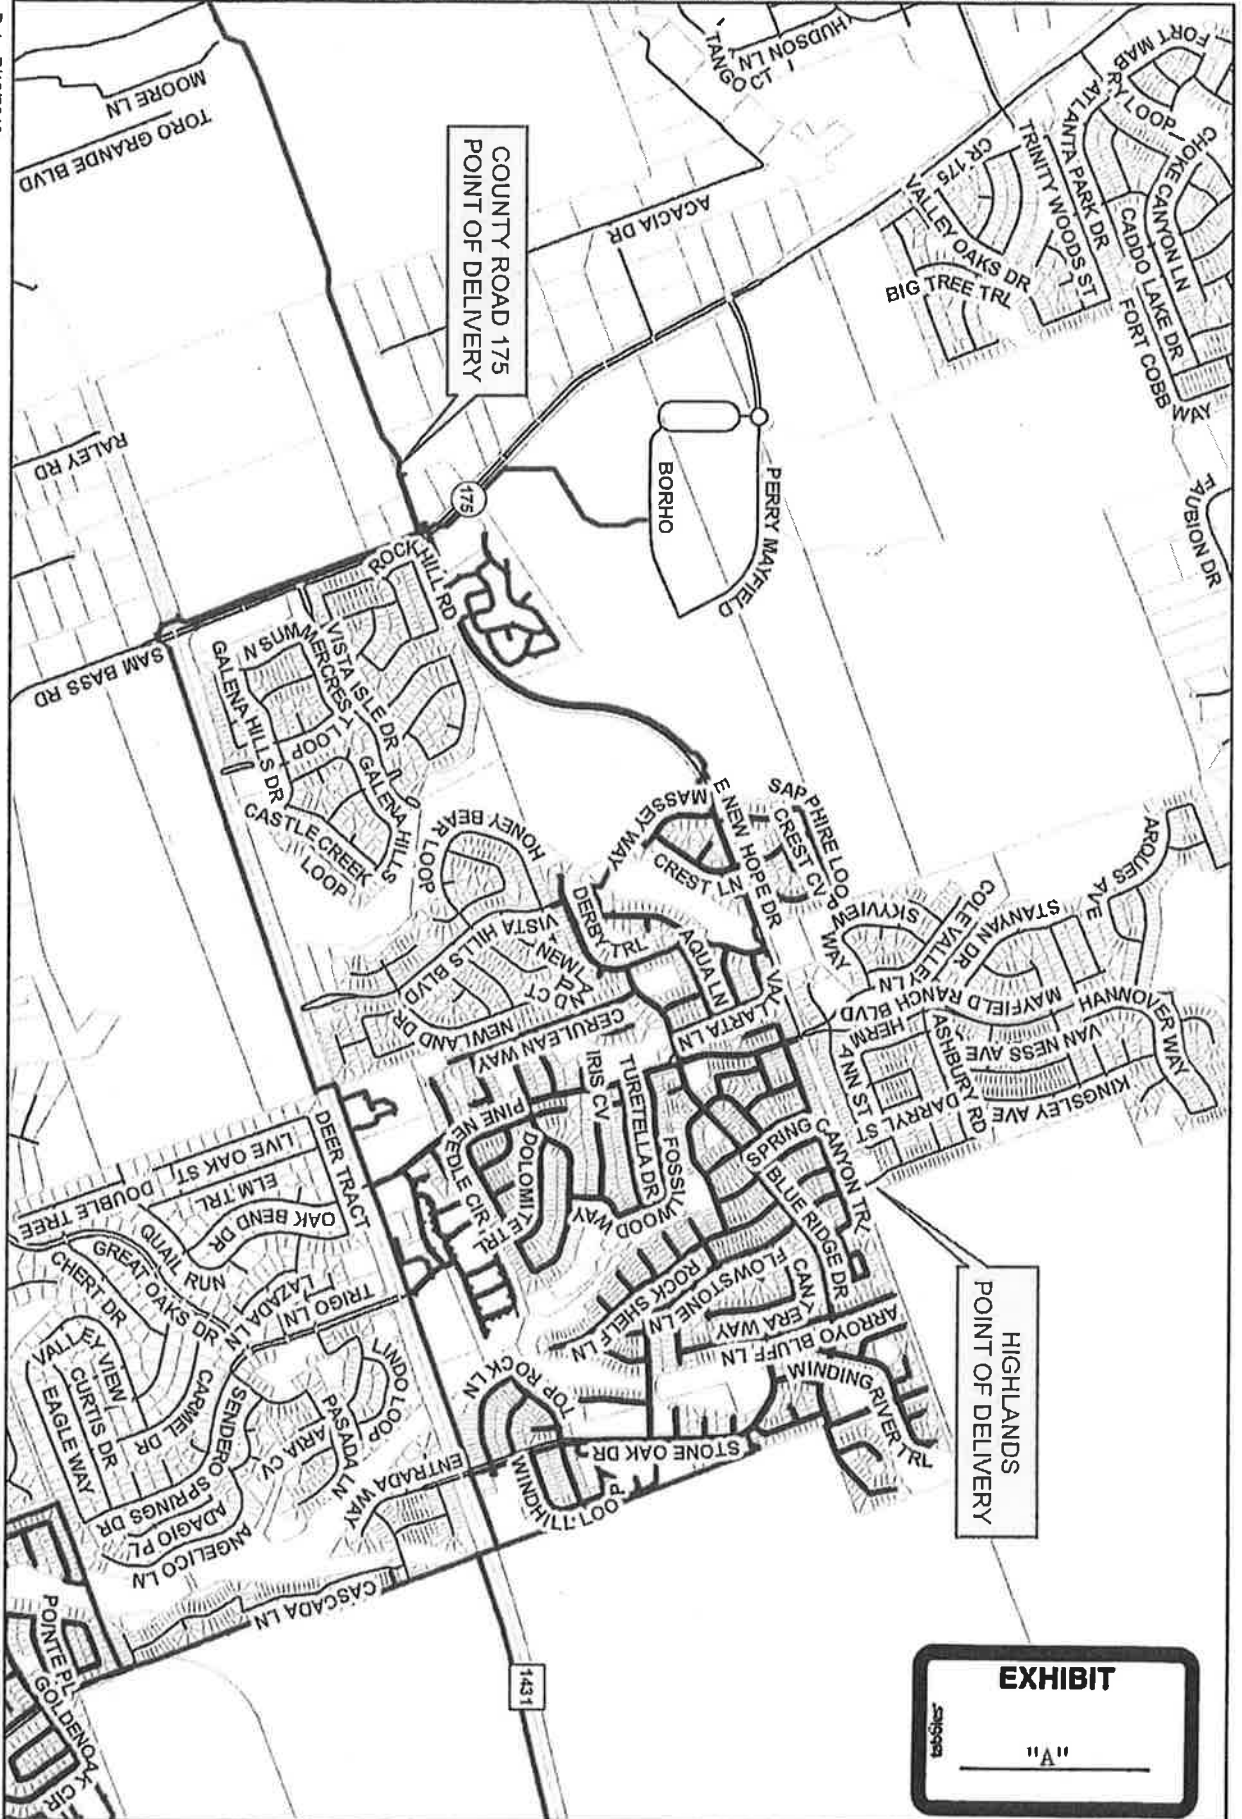 FORT MABRY LOOP
CHOKE CANYON LN
ATLANTA PARK DR
CADDO LAKE DR
TRINITY WOODS ST
FORT COBB WAY
CR 175
VALLEY OAKS DR
BIG TREE TRL
FAUBION DR
HUDSON LN
TANGO CT
ACACIA DR
MOORE LN
TORO GRANDE BLVD
COUNTY ROAD 175
POINT OF DELIVERY
PERRY MAYFIELD
BORHO
175
RALEY RD
ROCK HILL RD
SAM BASS RD
N SUMMERCREST LOOP
VISTA ISLE DR
GALENA HILLS DR
GALENA HILLS
LOOP
CASTLE CREEK
LOOP
HONEY BEAR
MASSEY WAY
E NEW HOPE DR
SAPPHIRE LOOP
CREST CV
CREST LN
SKYVIEW WAY
COLE VALLEY LN
STANYAN DR
ARQUES AVE
DERBY TRL
AQUA LN
VISTA HILLS BLVD
NEWLAND CT
NEWLAND DR
CERULEAN WAY
VALLARTA LN
MAYFIELD RANCH BLVD
HANNOVER WAY
HERMANN ST
ASHBURY RD
VAN NESS AVE
KINGSLEY AVE
DARRYL ST
IRIS CV
TURETELLA DR
FOSSILWOOD WAY
PINE NEEDLE CIR
DOLOMITE TRL
SPRING CANYON TRL
BLUE RIDGE DR
ROCK SHELF LN
FLOWSTONE LN
CANYERA WAY
ARROYO BLUFF LN
WINDING RIVER TRL
HIGHLANDS
POINT OF DELIVERY
DEER TRACT
LIVE OAK ST
DOUBLE TREE
ELM TRL
OAK BEND DR
QUAIL RUN
GREAT OAKS DR
CHERT DR
LAZADA LN
TRIGO LN
VALLEY VIEW
CURTIS DR
EAGLE WAY
CARMEL DR
SENDERO SPRINGS DR
LINDO LOOP
PASADA LN
ARIA CV
ADAGIO PL
ANGELICO LN
ENTRADA WAY
TOP ROCK LN
STONE OAK DR
WINDHILL LOOP
CASCADA LN
1431
POINTE PL
GOLDENOAK CIR
EXHIBIT
"A"
tabbies'